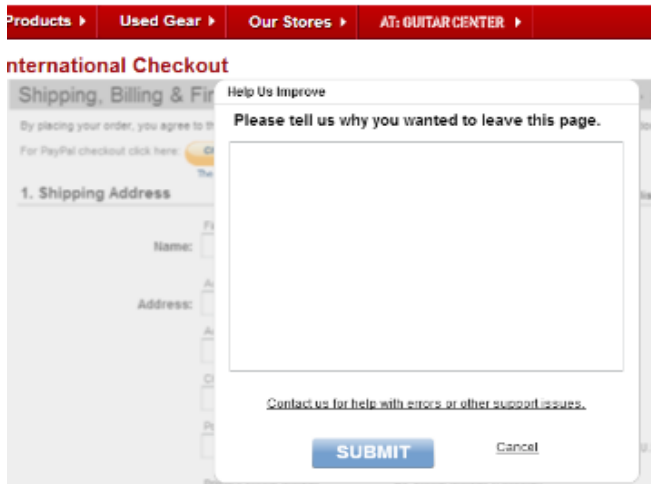 Products
Used Gear
Our Stores
AT: GUITAR CENTER
nternational Checkout
Shipping, Billing & Fi
Help Us Improve
Please tell us why you wanted to leave this page.
By placing your order, you agree to th
For PayPal checkout click here:
The
1. Shipping Address
Name:
Address:
Contact us for help with errors or other support issues.
SUBMIT
Cancel